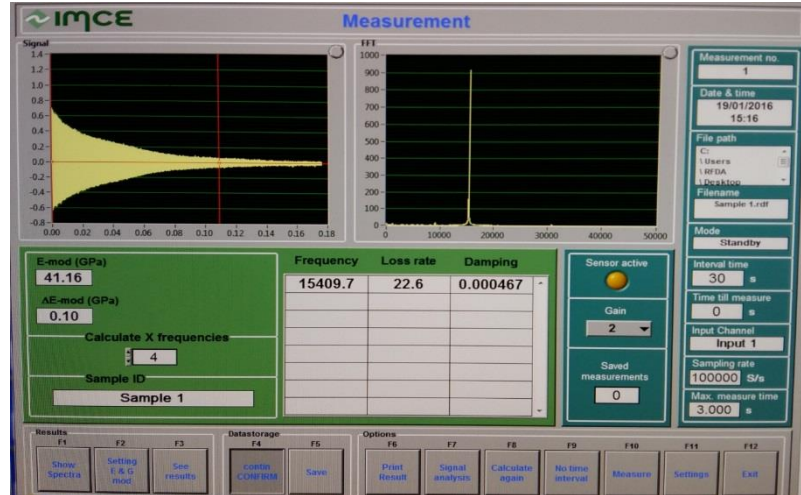 IMCE
Measurement
Signal
1.4
1.2
1.0
0.8
0.6
0.4
0.2
0.0
-0.2
-0.4
-0.6
-0.8
0.00 0.02 0.04 0.06 0.08 0.10 0.12 0.14 0.16 0.18
FFT
1000
900
800
700
600
500
400
300
200
100
0
0 10000 20000 30000 40000 50000
Measurement no.
1
Date & time
19/01/2016
15:16
File path
C:
\ Users
\ RFDA
\ Desktop
Filename
Sample 1.rdf
Mode
Standby
Interval time
30 s
Time till measure
0 s
Input Channel
Input 1
Sampling rate
100000 S/s
Max. measure time
3.000 s
E-mod (GPa)
41.16
ΔE-mod (GPa)
0.10
Calculate X frequencies
4
Sample ID
Sample 1
Frequency Loss rate Damping
15409.7 22.6 0.000467
Sensor active
Gain
2
Saved
measurements
0
Results
F1 F2 F3
Show
Spectra
Setting
E & G
mod
See
results
Datastorage
F4 F5
contin
CONFIRM
Save
Options
F6 F7 F8 F9 F10 F11 F12
Print
Result
Signal
analysis
Calculate
again
No time
interval
Measure
Settings
Exit